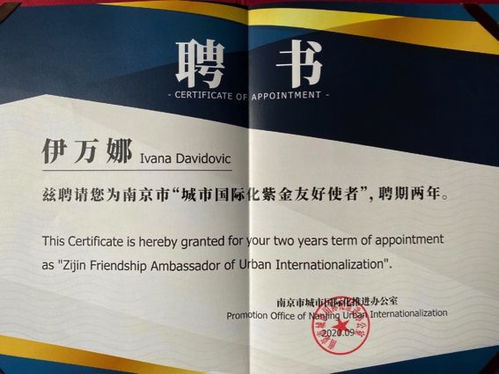 聘书
- CERTIFICATE OF APPOINTMENT -
伊万娜 Ivana Davidovic
兹聘请您为南京市“城市国际化紫金友好使者”，聘期两年。
This Certificate is hereby granted for your two years term of appointment
as "Zijin Friendship Ambassador of Urban Internationalization".
南京市城市国际化推进办公室
Promotion Office of Nanjing Urban Internationalization
2020.09